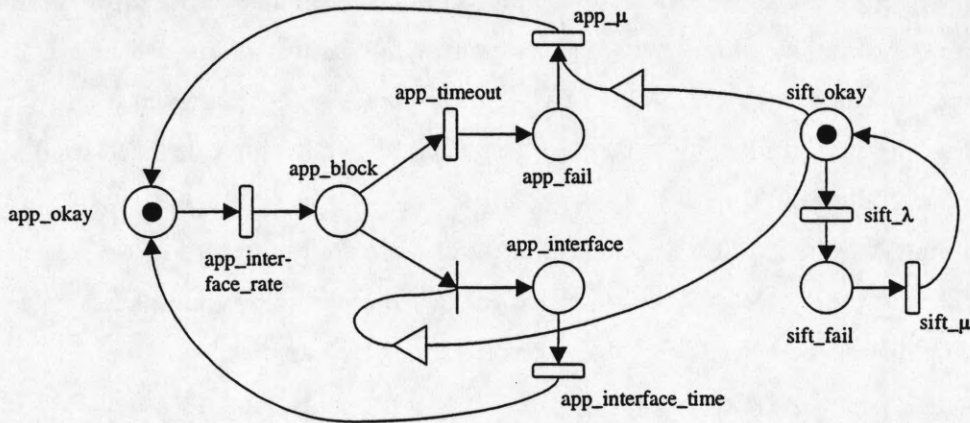 app_μ
app_timeout
sift_okay
app_block
app_fail
app_okay
app_inter-
face_rate
app_interface
sift_λ
sift_fail
sift_μ
app_interface_time